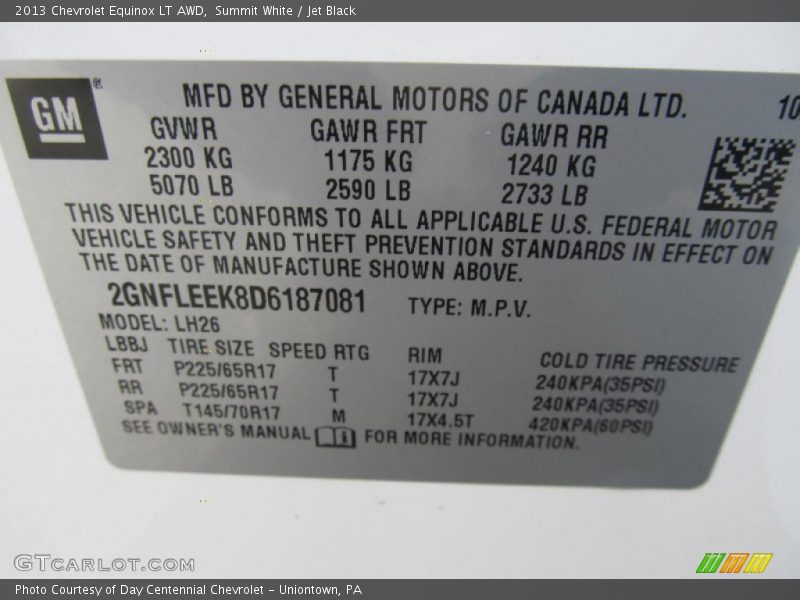 2013 Chevrolet Equinox LT AWD, Summit White / Jet Black
GM®
MFD BY GENERAL MOTORS OF CANADA LTD. 10
GVWR GAWR FRT GAWR RR
2300 KG 1175 KG 1240 KG
5070 LB 2590 LB 2733 LB
THIS VEHICLE CONFORMS TO ALL APPLICABLE U.S. FEDERAL MOTOR
VEHICLE SAFETY AND THEFT PREVENTION STANDARDS IN EFFECT ON
THE DATE OF MANUFACTURE SHOWN ABOVE.
2GNFLEEK8D6187081 TYPE: M.P.V.
MODEL: LH26
LBBJ TIRE SIZE SPEED RTG RIM COLD TIRE PRESSURE
FRT P225/65R17 T 17X7J 240KPA(35PSI)
RR P225/65R17 T 17X7J 240KPA(35PSI)
SPA T145/70R17 M 17X4.5T 420KPA(60PSI)
SEE OWNER'S MANUAL FOR MORE INFORMATION.
GTCARLOT.COM
Photo Courtesy of Day Centennial Chevrolet - Uniontown, PA